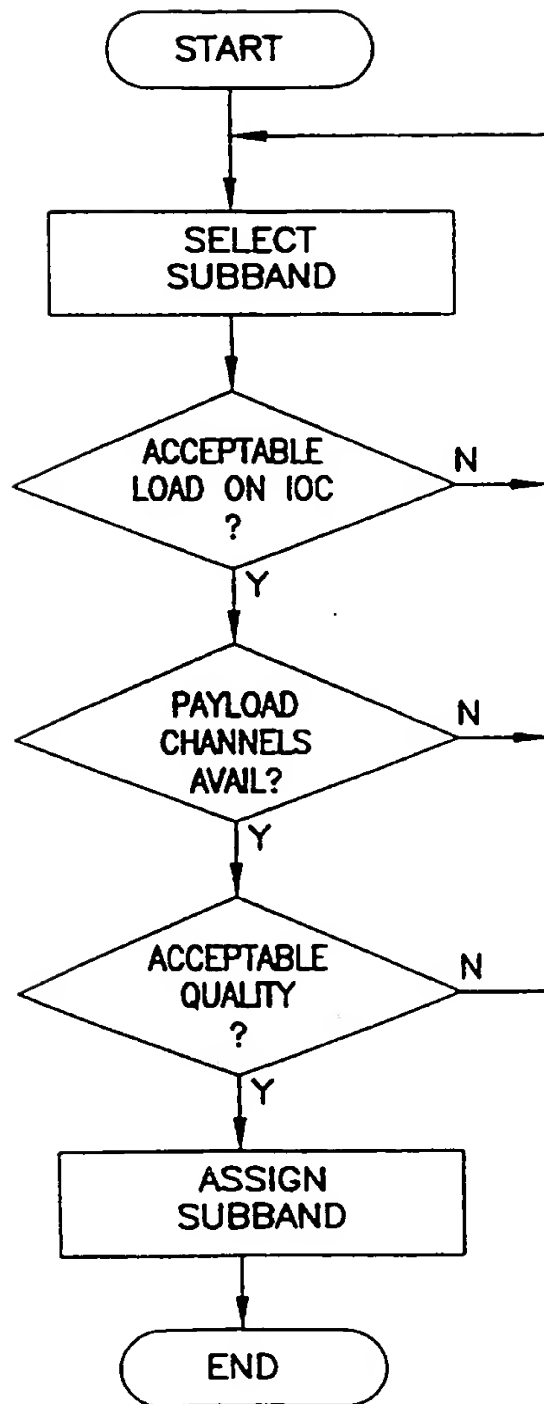 START
SELECT
SUBBAND
ACCEPTABLE
LOAD ON IOC
?
N
Y
PAYLOAD
CHANNELS
AVAIL?
N
Y
ACCEPTABLE
QUALITY
?
N
Y
ASSIGN
SUBBAND
END